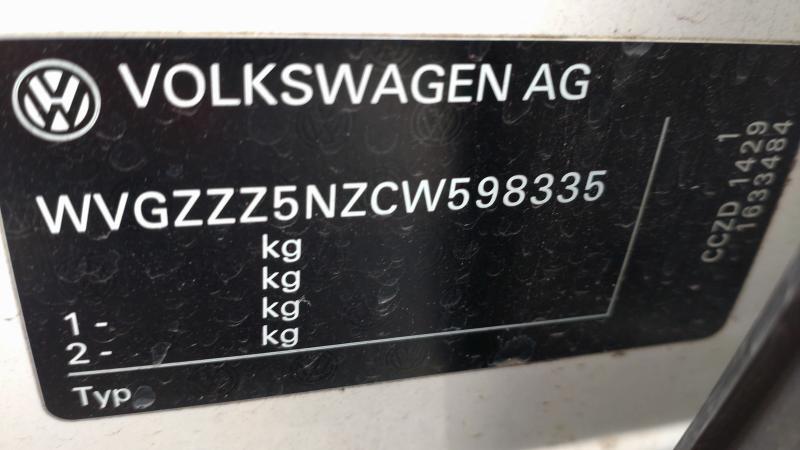 VOLKSWAGEN AG
WVGZZZ5NZCW598335
kg
kg
1 - kg
2 - kg
Typ
1
CCZD 1429
1633484